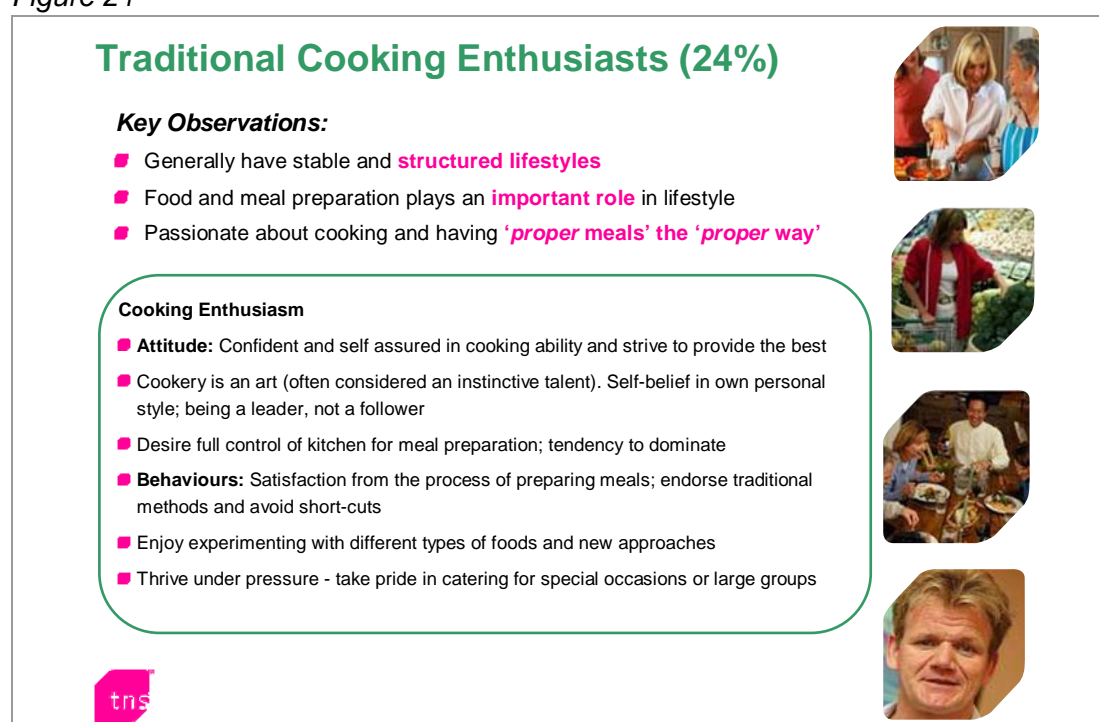 Traditional Cooking Enthusiasts (24%)
Key Observations:
Generally have stable and structured lifestyles
Food and meal preparation plays an important role in lifestyle
Passionate about cooking and having ‘proper meals’ the ‘proper way’
Cooking Enthusiasm
Attitude: Confident and self assured in cooking ability and strive to provide the best
Cookery is an art (often considered an instinctive talent). Self-belief in own personal
style; being a leader, not a follower
Desire full control of kitchen for meal preparation; tendency to dominate
Behaviours: Satisfaction from the process of preparing meals; endorse traditional
methods and avoid short-cuts
Enjoy experimenting with different types of foods and new approaches
Thrive under pressure - take pride in catering for special occasions or large groups
tns